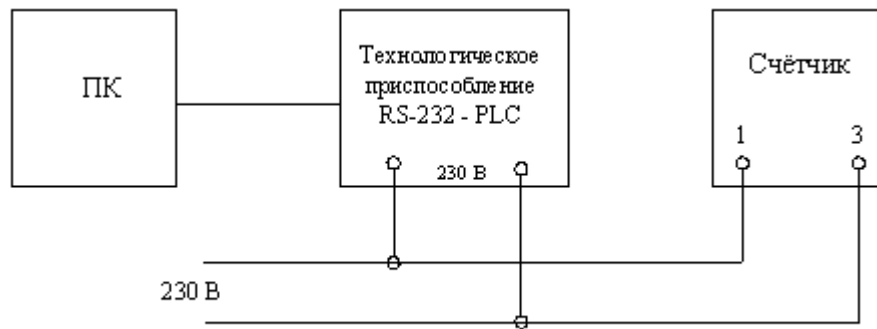 ПК
Технологическое
приспособление
RS-232 - PLC
230 В
Счётчик
1 3
230 В